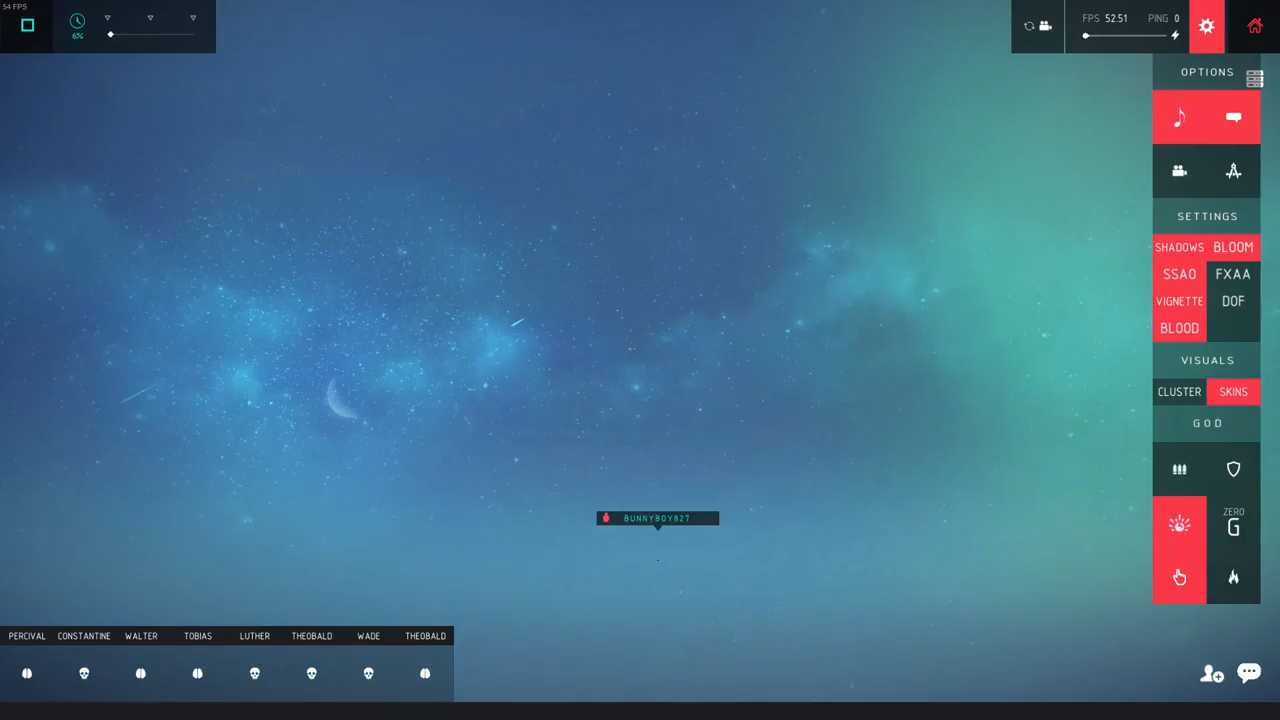 54 FPS
6%
FPS 52.51 PING 0
OPTIONS
SETTINGS
SHADOWS BLOOM
SSAO FXAA
VIGNETTE DOF
BLOOD
VISUALS
CLUSTER SKINS
GOD
ZERO
G
BUNNYBOY827
PERCIVAL CONSTANTINE WALTER TOBIAS LUTHER THEOBALD WADE THEOBALD